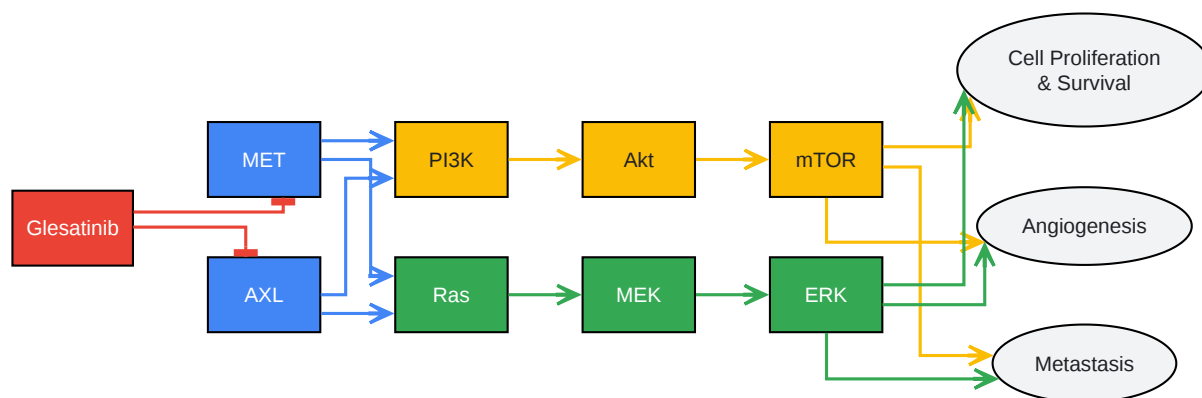 Cell Proliferation
& Survival
MET
PI3K
Akt
mTOR
Glesatinib
Angiogenesis
AXL
Ras
MEK
ERK
Metastasis